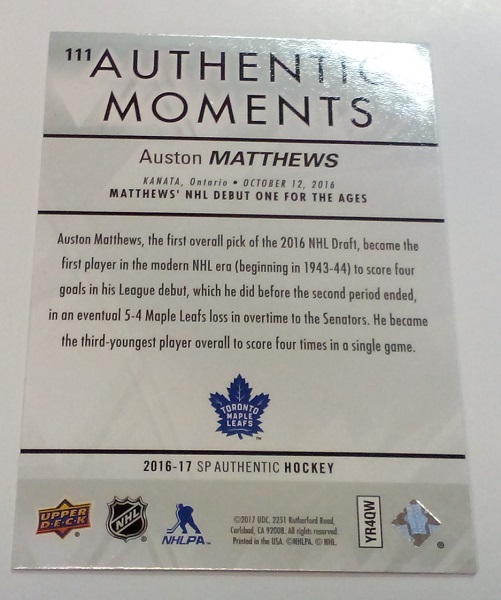 111 AUTHENTIC
MOMENTS
Auston MATTHEWS
KANATA, Ontario • OCTOBER 12, 2016
MATTHEWS' NHL DEBUT ONE FOR THE AGES
Auston Matthews, the first overall pick of the 2016 NHL Draft, became the
first player in the modern NHL era (beginning in 1943-44) to score four
goals in his League debut, which he did before the second period ended,
in an eventual 5-4 Maple Leafs loss in overtime to the Senators. He became
the third-youngest player overall to score four times in a single game.
TORONTO
MAPLE
LEAFS
™
2016-17 SP AUTHENTIC HOCKEY
UPPER
DECK
®
NHL
®
NHLPA™
©2017 UDC, 2251 Rutherford Road,
Carlsbad, CA 92008. All rights reserved.
Printed in the USA. ©NHLPA. © NHL.
YR4QW
®